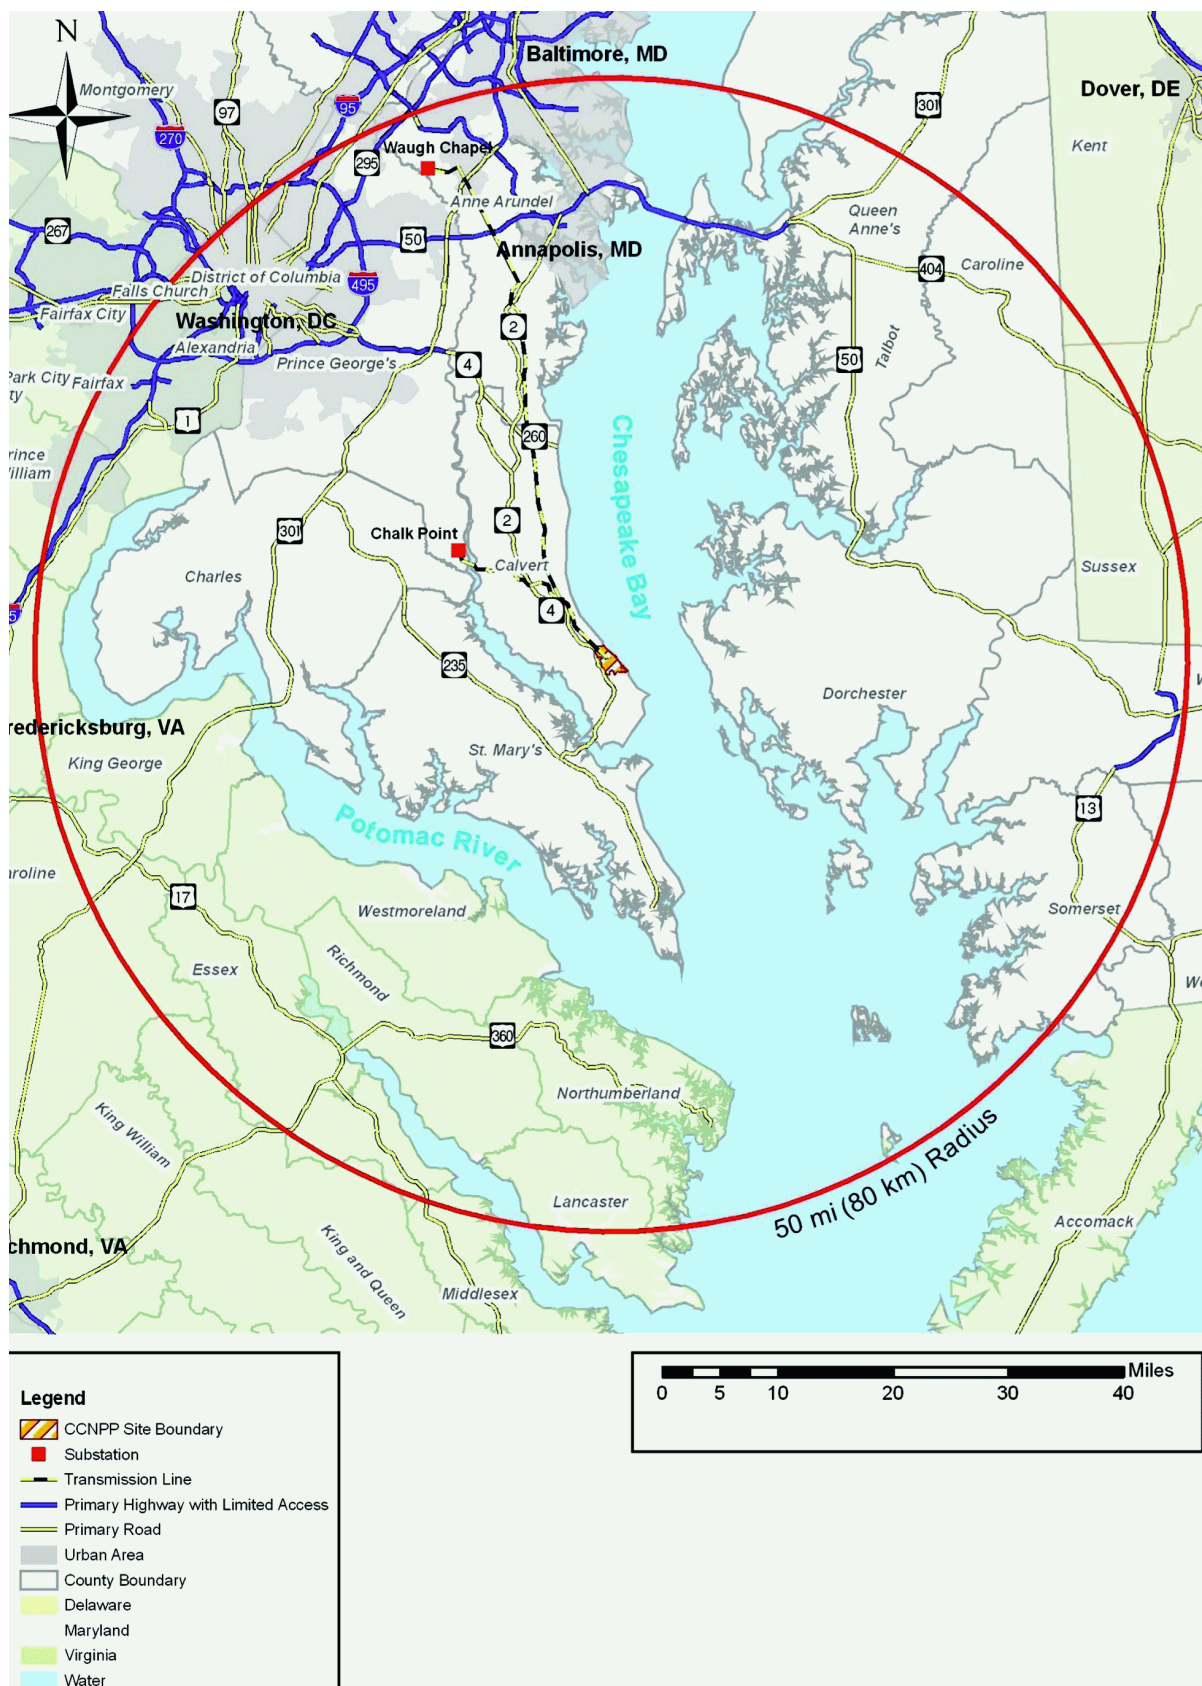 N
Baltimore, MD
Montgomery
Dover, DE
97
95
301
270
Kent
Waugh Chapel
295
Anne Arundel
Queen
Anne's
267
50
Annapolis, MD
Caroline
404
District of Columbia
495
Falls Church
Fairfax City
Washington, DC
2
Alexandria
Prince George's
4
50
Talbot
Park City
ty
Fairfax
1
260
Chesapeake Bay
rince
illiam
2
301
Chalk Point
Charles
Calvert
Sussex
4
5
235
Dorchester
W
redericksburg, VA
St. Mary's
King George
13
Potomac River
aroline
17
Westmoreland
Somerset
Essex
Richmond
We
360
Northumberland
King William
50 mi (80 km) Radius
Lancaster
Accomack
chmond, VA
King and Queen
Middlesex
Legend
CCNPP Site Boundary
Substation
Transmission Line
Primary Highway with Limited Access
Primary Road
Urban Area
County Boundary
Delaware
Maryland
Virginia
Water
Miles
0 5 10 20 30 40